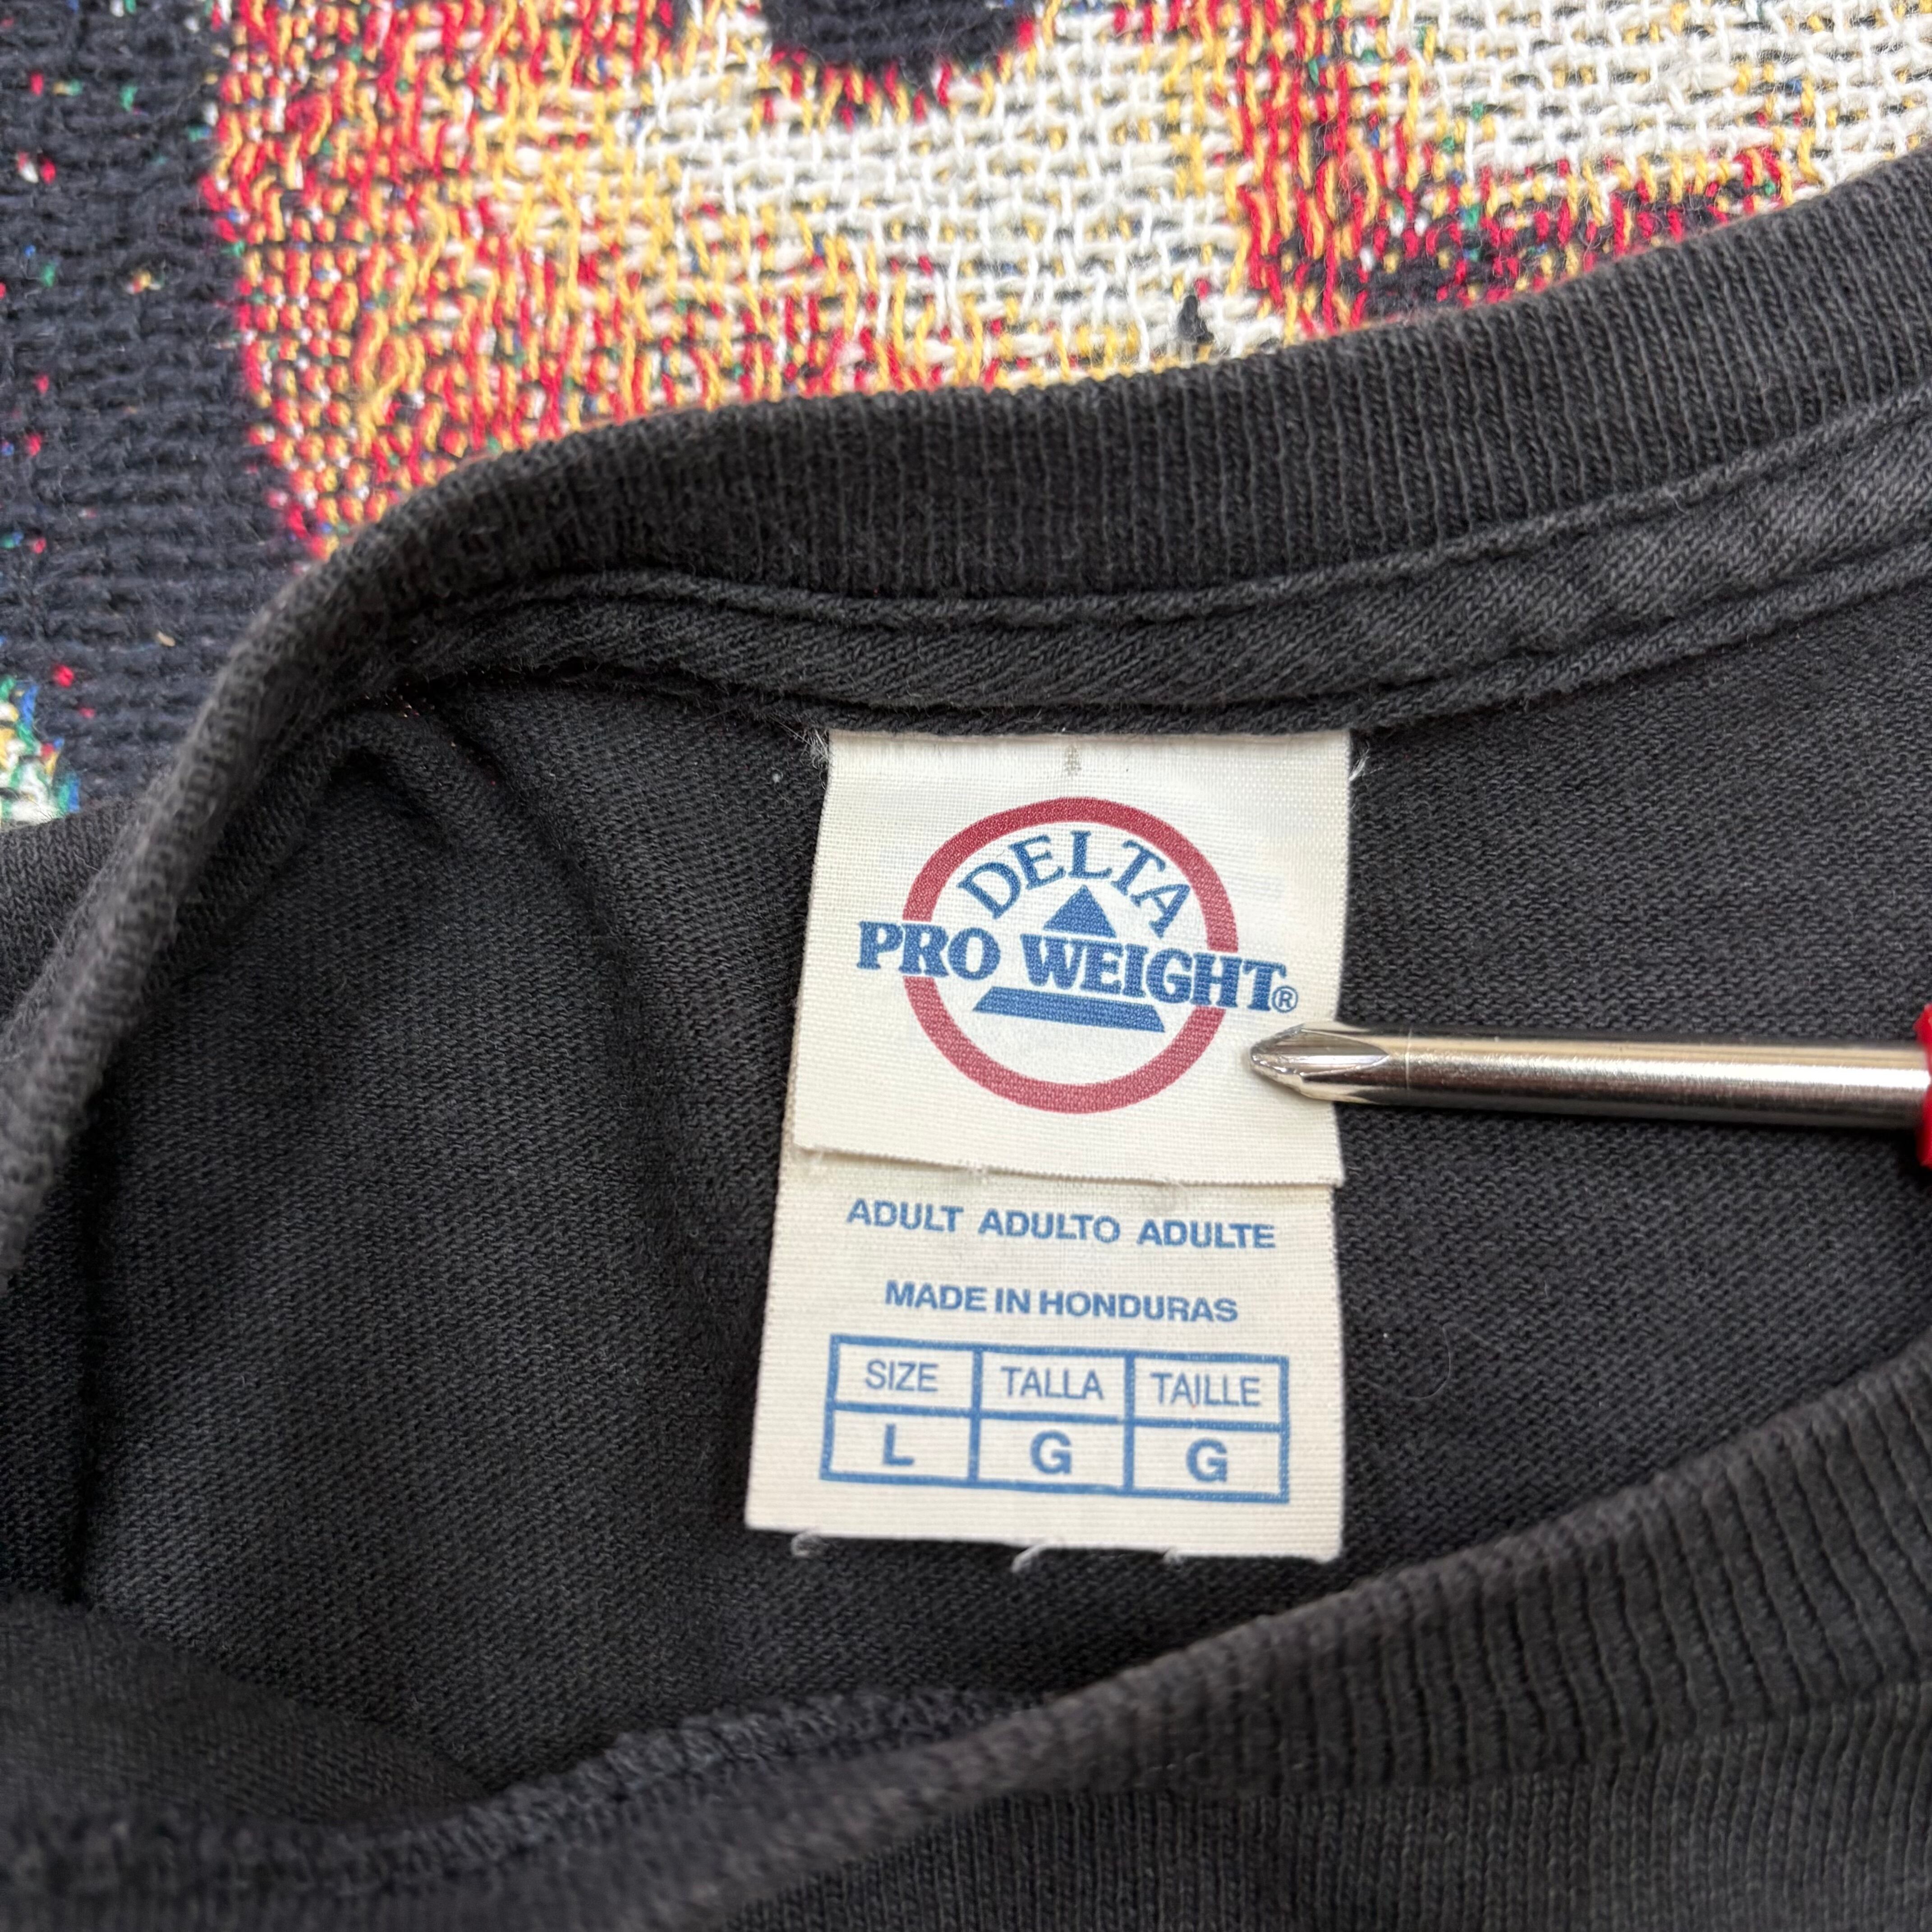 DELTA
PRO WEIGHT®
ADULT ADULTO ADULTE
MADE IN HONDURAS
SIZE TALLA TAILLE
L G G